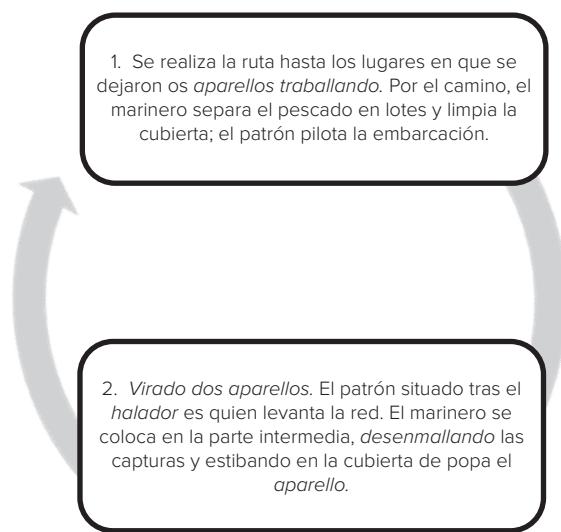 1. Se realiza la ruta hasta los lugares en que se
dejaron os aparellos traballando. Por el camino, el
marinero separa el pescado en lotes y limpia la
cubierta; el patrón pilota la embarcación.
2. Virado dos aparellos. El patrón situado tras el
halador es quien levanta la red. El marinero se
coloca en la parte intermedia, desenmallando las
capturas y estibando en la cubierta de popa el
aparello.